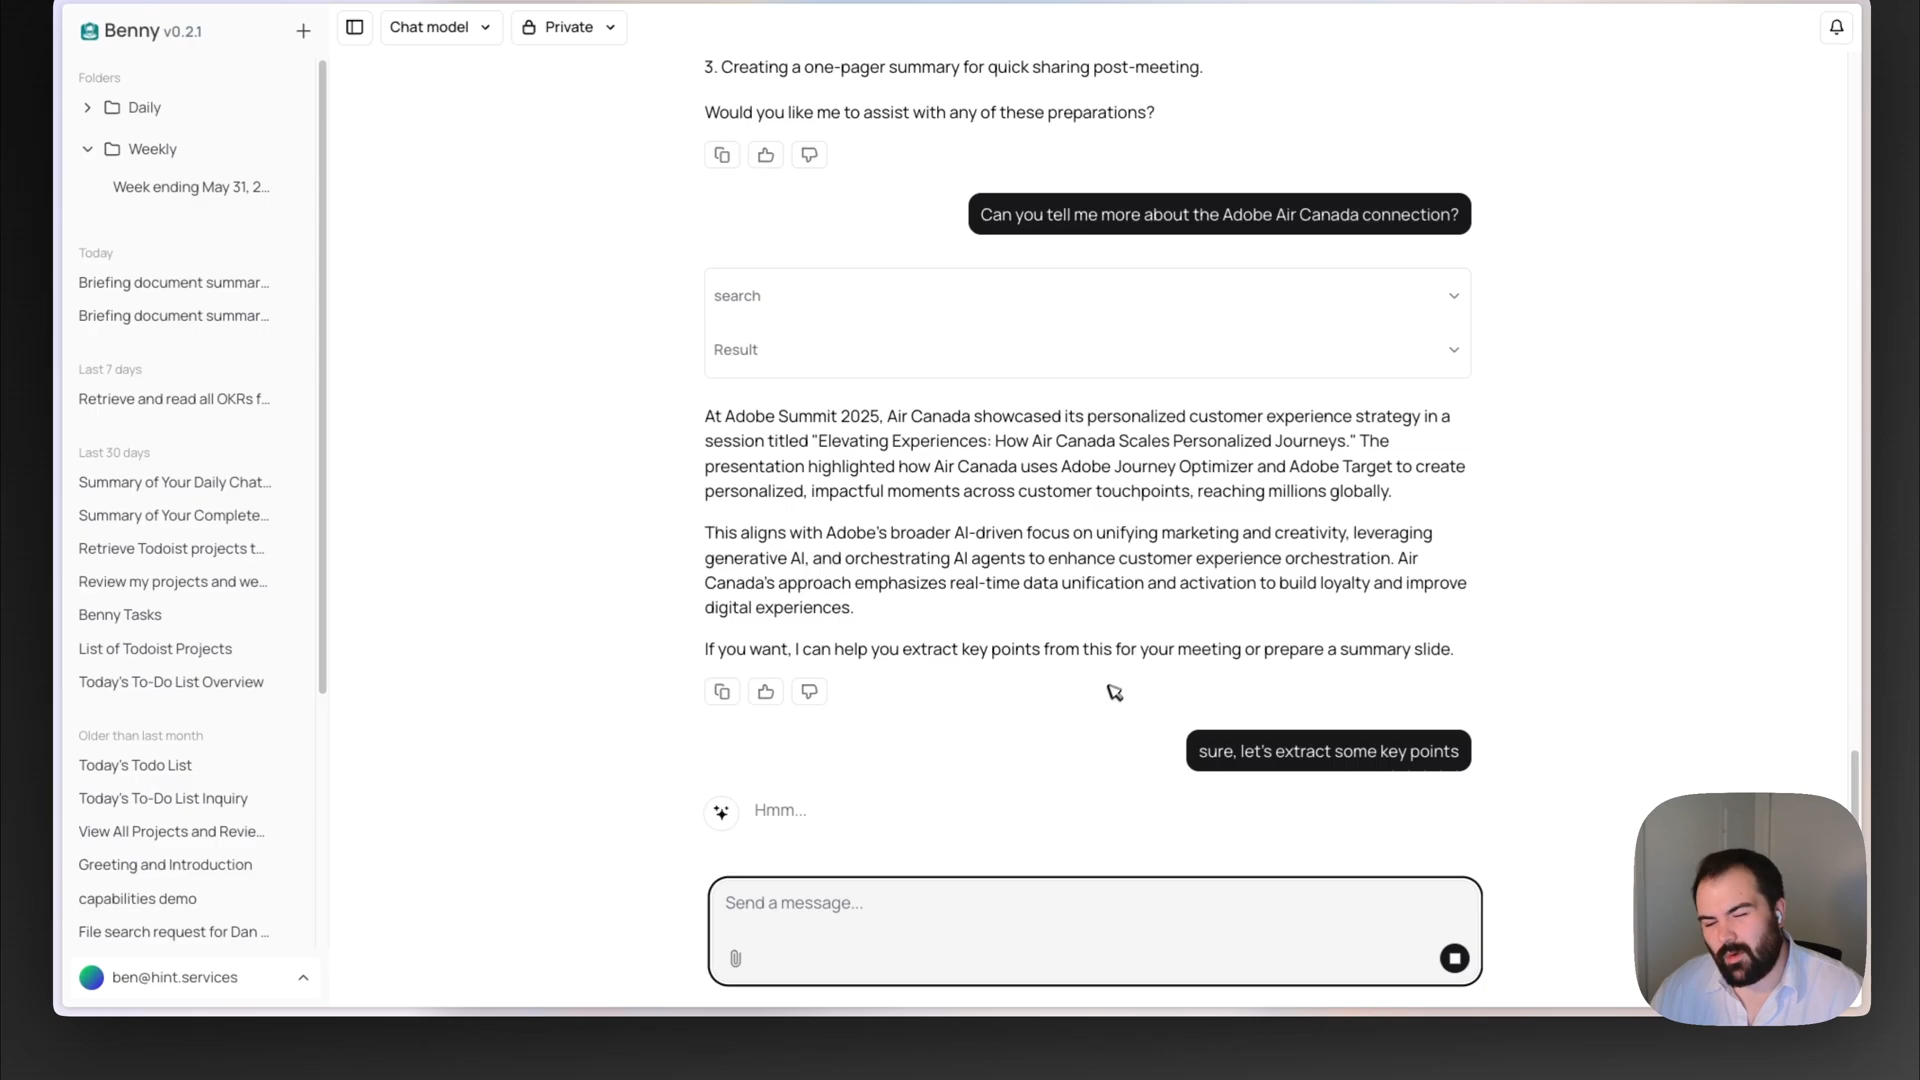 Benny v0.2.1
Chat model
Private
Folders
Daily
Weekly
Week ending May 31, 2...
Today
Briefing document summar...
Briefing document summar...
Last 7 days
Retrieve and read all OKRs f...
Last 30 days
Summary of Your Daily Chat...
Summary of Your Complete...
Retrieve Todoist projects t...
Review my projects and we...
Benny Tasks
List of Todoist Projects
Today's To-Do List Overview
Older than last month
Today's Todo List
Today's To-Do List Inquiry
View All Projects and Revie...
Greeting and Introduction
capabilities demo
File search request for Dan ...
ben@hint.services
3. Creating a one-pager summary for quick sharing post-meeting.
Would you like me to assist with any of these preparations?
Can you tell me more about the Adobe Air Canada connection?
search
Result
At Adobe Summit 2025, Air Canada showcased its personalized customer experience strategy in a
session titled "Elevating Experiences: How Air Canada Scales Personalized Journeys." The
presentation highlighted how Air Canada uses Adobe Journey Optimizer and Adobe Target to create
personalized, impactful moments across customer touchpoints, reaching millions globally.
This aligns with Adobe's broader AI-driven focus on unifying marketing and creativity, leveraging
generative AI, and orchestrating AI agents to enhance customer experience orchestration. Air
Canada's approach emphasizes real-time data unification and activation to build loyalty and improve
digital experiences.
If you want, I can help you extract key points from this for your meeting or prepare a summary slide.
sure, let's extract some key points
Hmm...
Send a message...